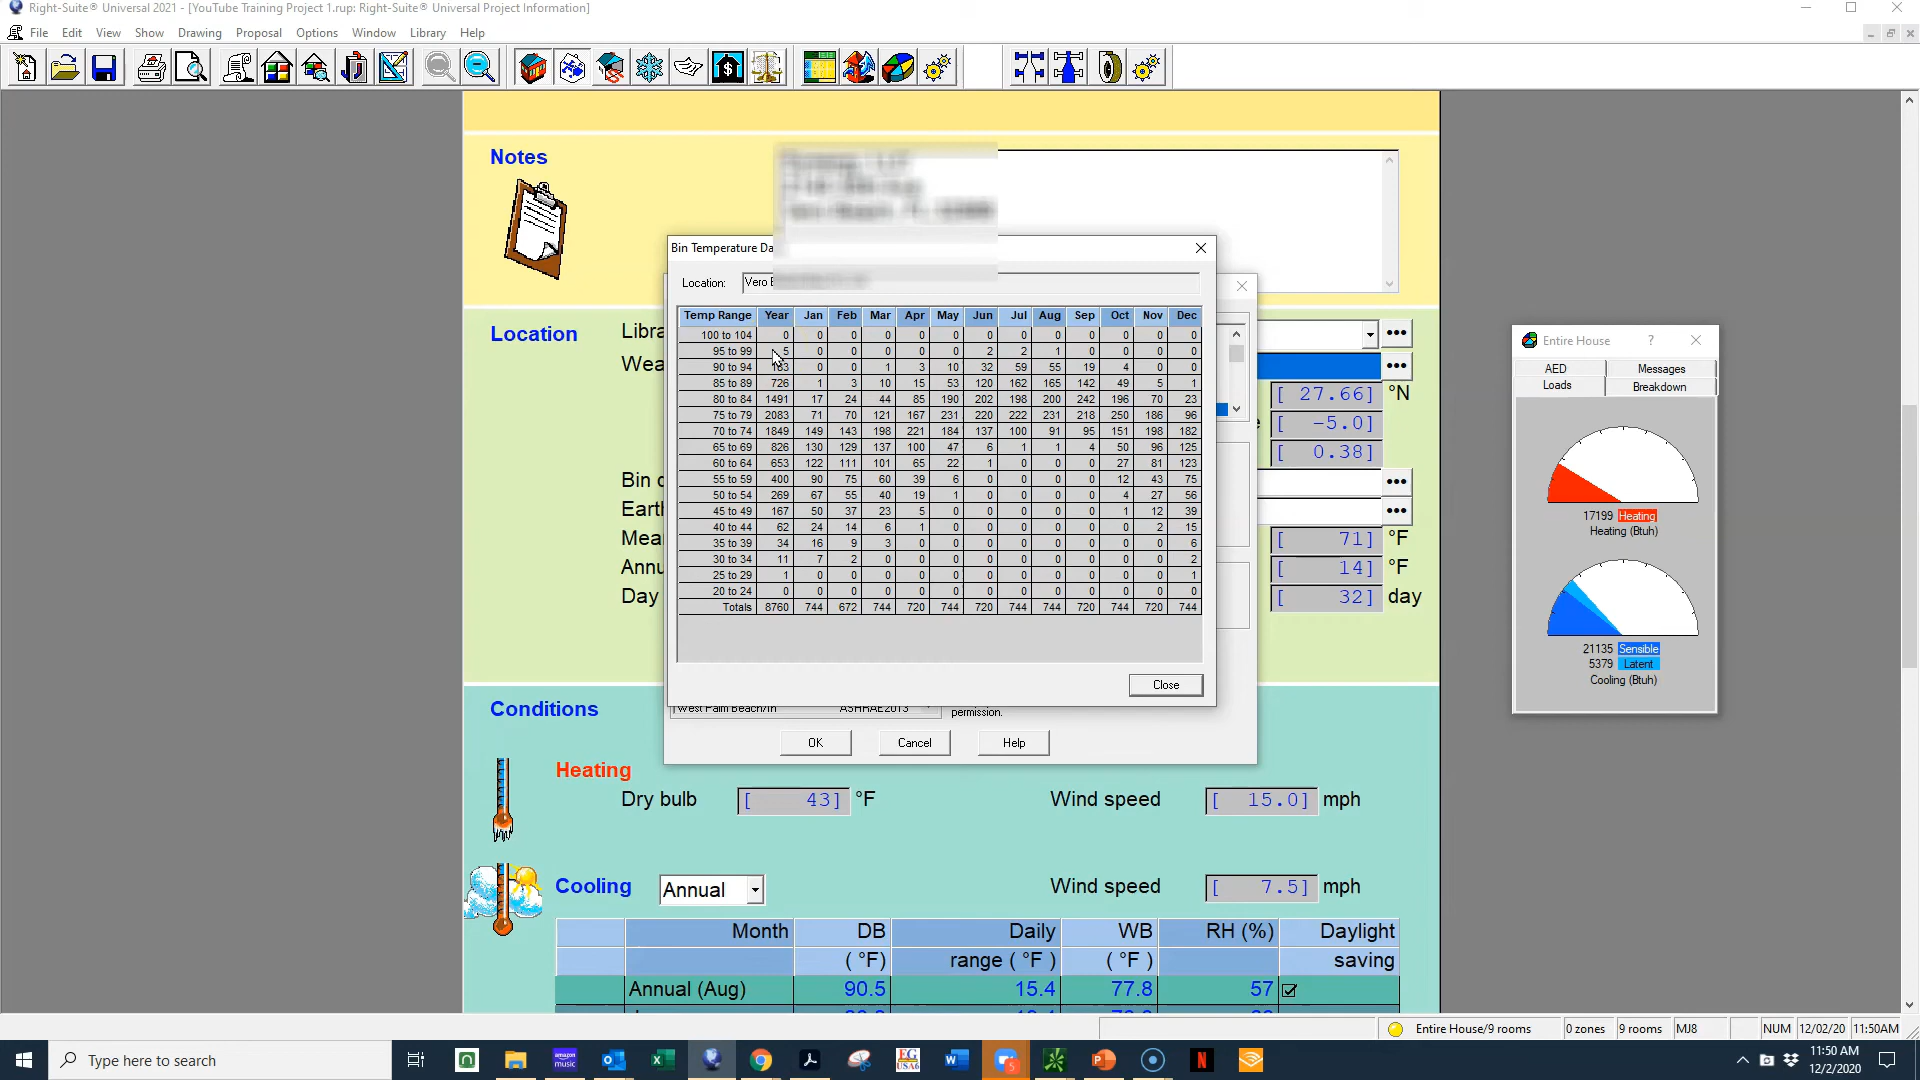 Right-Suite® Universal 2021 - [YouTube Training Project 1.rup: Right-Suite® Universal Project Information]
File Edit View Show Drawing Proposal Options Window Library Help
Notes
Bin Temperature Da
Location: Vero
Temp Range Year Jan Feb Mar Apr May Jun Jul Aug Sep Oct Nov Dec
100 to 104 0 0 0 0 0 0 0 0 0 0 0 0 0
95 to 99 5 0 0 0 0 0 2 2 1 0 0 0 0
90 to 94 183 0 0 1 3 10 32 59 55 19 4 0 0
85 to 89 726 1 3 10 15 53 120 162 165 142 49 5 1
80 to 84 1491 17 24 44 85 190 202 198 200 242 196 70 23
75 to 79 2083 71 70 121 167 231 220 222 231 218 250 186 96
70 to 74 1849 149 143 198 221 184 137 100 91 95 151 198 182
65 to 69 826 130 129 137 100 47 6 1 1 4 50 96 125
60 to 64 653 122 111 101 65 22 1 0 0 0 27 81 123
55 to 59 400 90 75 60 39 6 0 0 0 0 12 43 75
50 to 54 269 67 55 40 19 1 0 0 0 0 4 27 56
45 to 49 167 50 37 23 5 0 0 0 0 0 1 12 39
40 to 44 62 24 14 6 1 0 0 0 0 0 0 2 15
35 to 39 34 16 9 3 0 0 0 0 0 0 0 0 6
30 to 34 11 7 2 0 0 0 0 0 0 0 0 0 2
25 to 29 1 0 0 0 0 0 0 0 0 0 0 0 1
20 to 24 0 0 0 0 0 0 0 0 0 0 0 0 0
Totals 8760 744 672 744 720 744 720 744 744 720 744 720 744
Close
West Palm Beach/In ASHRAE2013 permission.
OK Cancel Help
Location
Libra
Wea
[ 27.66] °N
[ -5.0]
[ 0.38]
Bin
Earth
Mea [ 71] °F
Annu [ 14] °F
Day [ 32] day
Entire House ?
AED Messages
Loads Breakdown
17199 Heating
Heating (Btuh)
21135 Sensible
5379 Latent
Cooling (Btuh)
Conditions
Heating
Dry bulb [ 43] °F Wind speed [ 15.0] mph
Cooling Annual Wind speed [ 7.5] mph
Month DB Daily WB RH (%) Daylight
( °F) range ( °F ) ( °F ) saving
Annual (Aug) 90.5 15.4 77.8 57
Entire House/9 rooms 0 zones 9 rooms MJ8 NUM 12/02/20 11:50AM
Type here to search
11:50 AM
12/2/2020